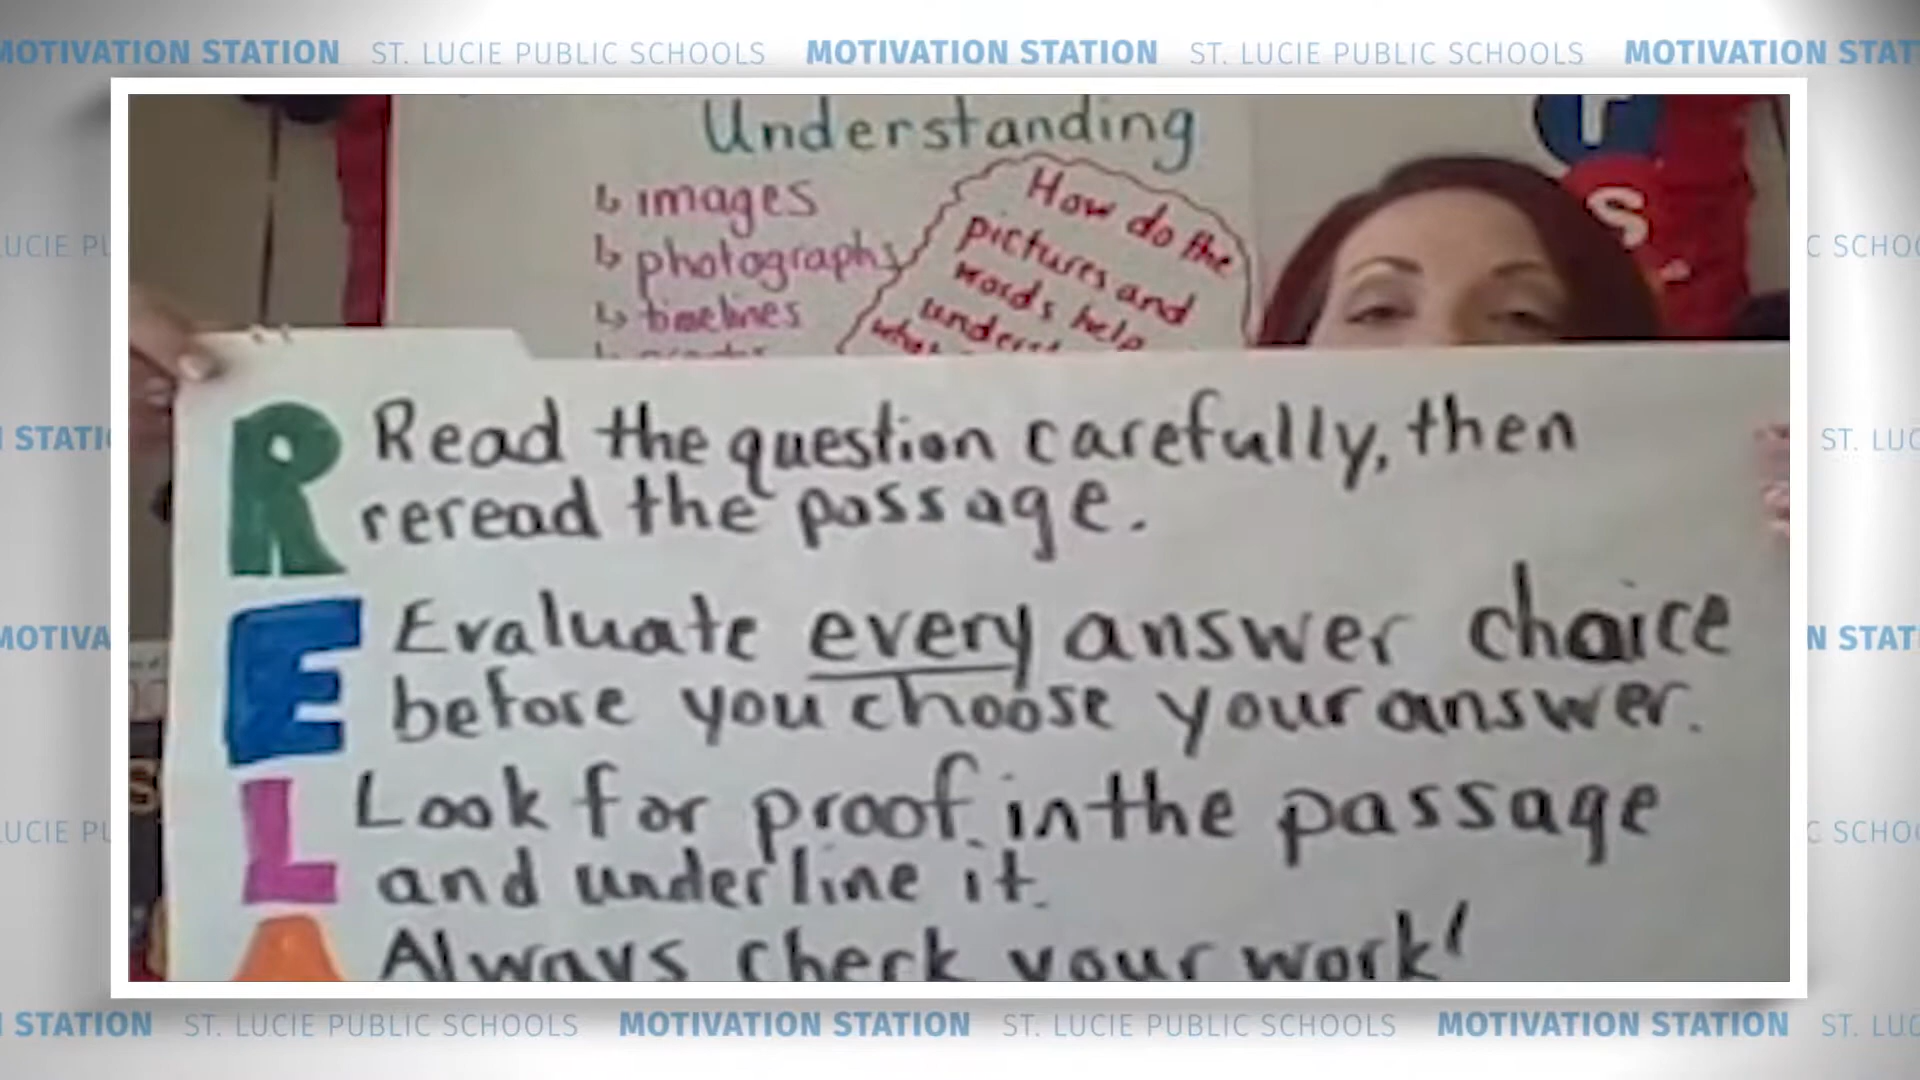 MOTIVATION STATION ST. LUCIE PUBLIC SCHOOLS MOTIVATION STATION ST. LUCIE PUBLIC SCHOOLS MOTIVATION STAT
Understanding
↳ images
↳ photographs
↳ timelines
How do the
pictures and
words help
r
s
R Read the question carefully, then
reread the passage.
E Evaluate every answer choice
before you choose your answer.
L Look for proof in the passage
and underline it.
A Always check your work!
STATION ST. LUCIE PUBLIC SCHOOLS MOTIVATION STATION ST. LUCIE PUBLIC SCHOOLS MOTIVATION STATION ST. LUC